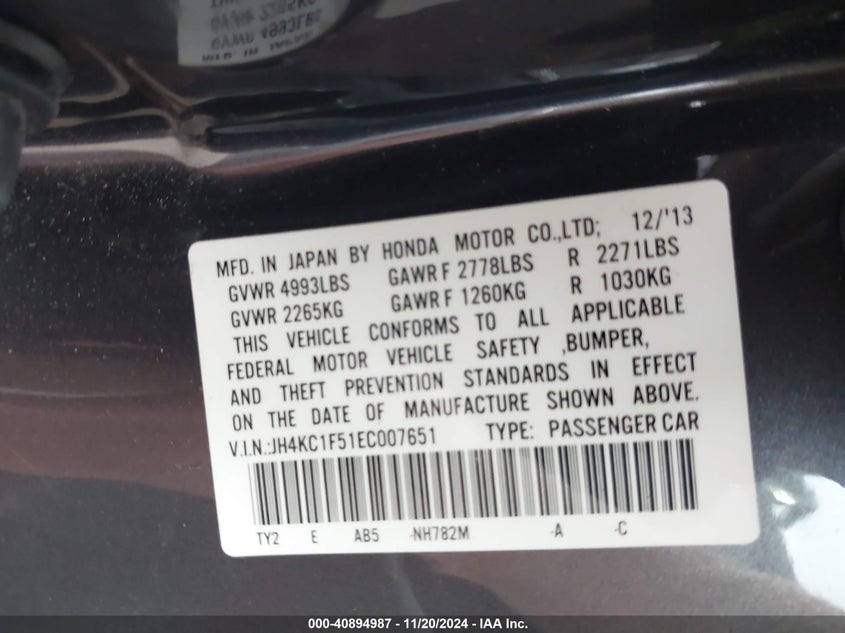 MFD. IN JAPAN BY HONDA MOTOR CO.,LTD; 12/'13
GVWR 4993LBS GAWR F 2778LBS R 2271LBS
GVWR 2265KG GAWR F 1260KG R 1030KG
THIS VEHICLE CONFORMS TO ALL APPLICABLE
FEDERAL MOTOR VEHICLE SAFETY ,BUMPER,
AND THEFT PREVENTION STANDARDS IN EFFECT
ON THE DATE OF MANUFACTURE SHOWN ABOVE.
V.I.N.:JH4KC1F51EC007651 TYPE: PASSENGER CAR
TY2 E AB5 -NH782M -A -C
000-40894987 - 11/20/2024 - IAA Inc.